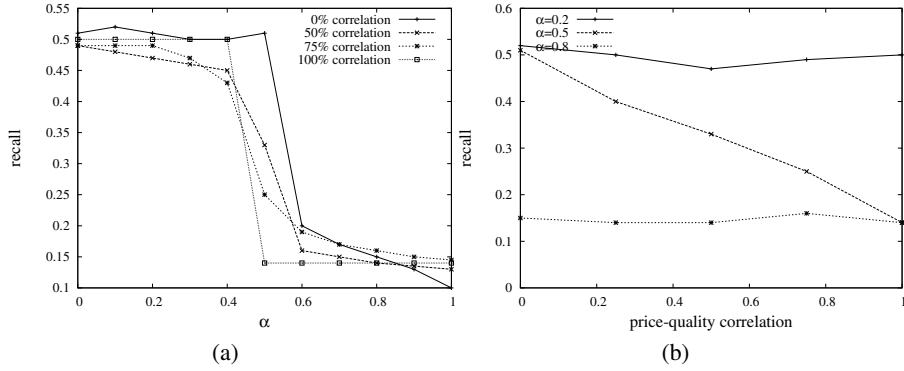 0.55
0.5
0.45
0.4
0.35
0.3
0.25
0.2
0.15
0.1
0 0.2 0.4 0.6 0.8 1
recall
α
0% correlation
50% correlation
75% correlation
100% correlation
(a)
0.6
0.5
0.4
0.3
0.2
0.1
0
0 0.2 0.4 0.6 0.8 1
recall
price-quality correlation
α=0.2
α=0.5
α=0.8
(b)